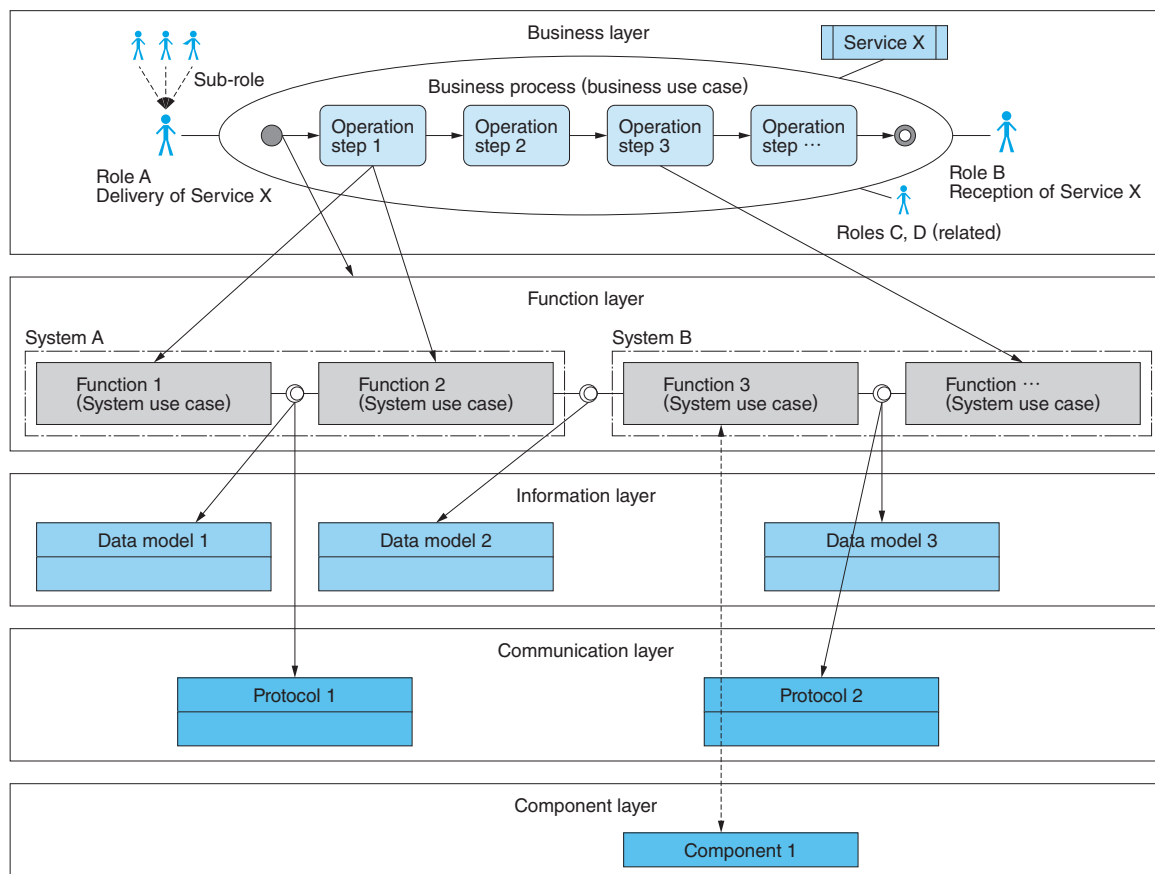 Business layer
Service X
Sub-role
Business process (business use case)
Operation
step 1
Operation
step 2
Operation
step 3
Operation
step ⋯
Role A
Delivery of Service X
Role B
Reception of Service X
Roles C, D (related)
Function layer
System A
System B
Function 1
(System use case)
Function 2
(System use case)
Function 3
(System use case)
Function ⋯
(System use case)
Information layer
Data model 1
Data model 2
Data model 3
Communication layer
Protocol 1
Protocol 2
Component layer
Component 1